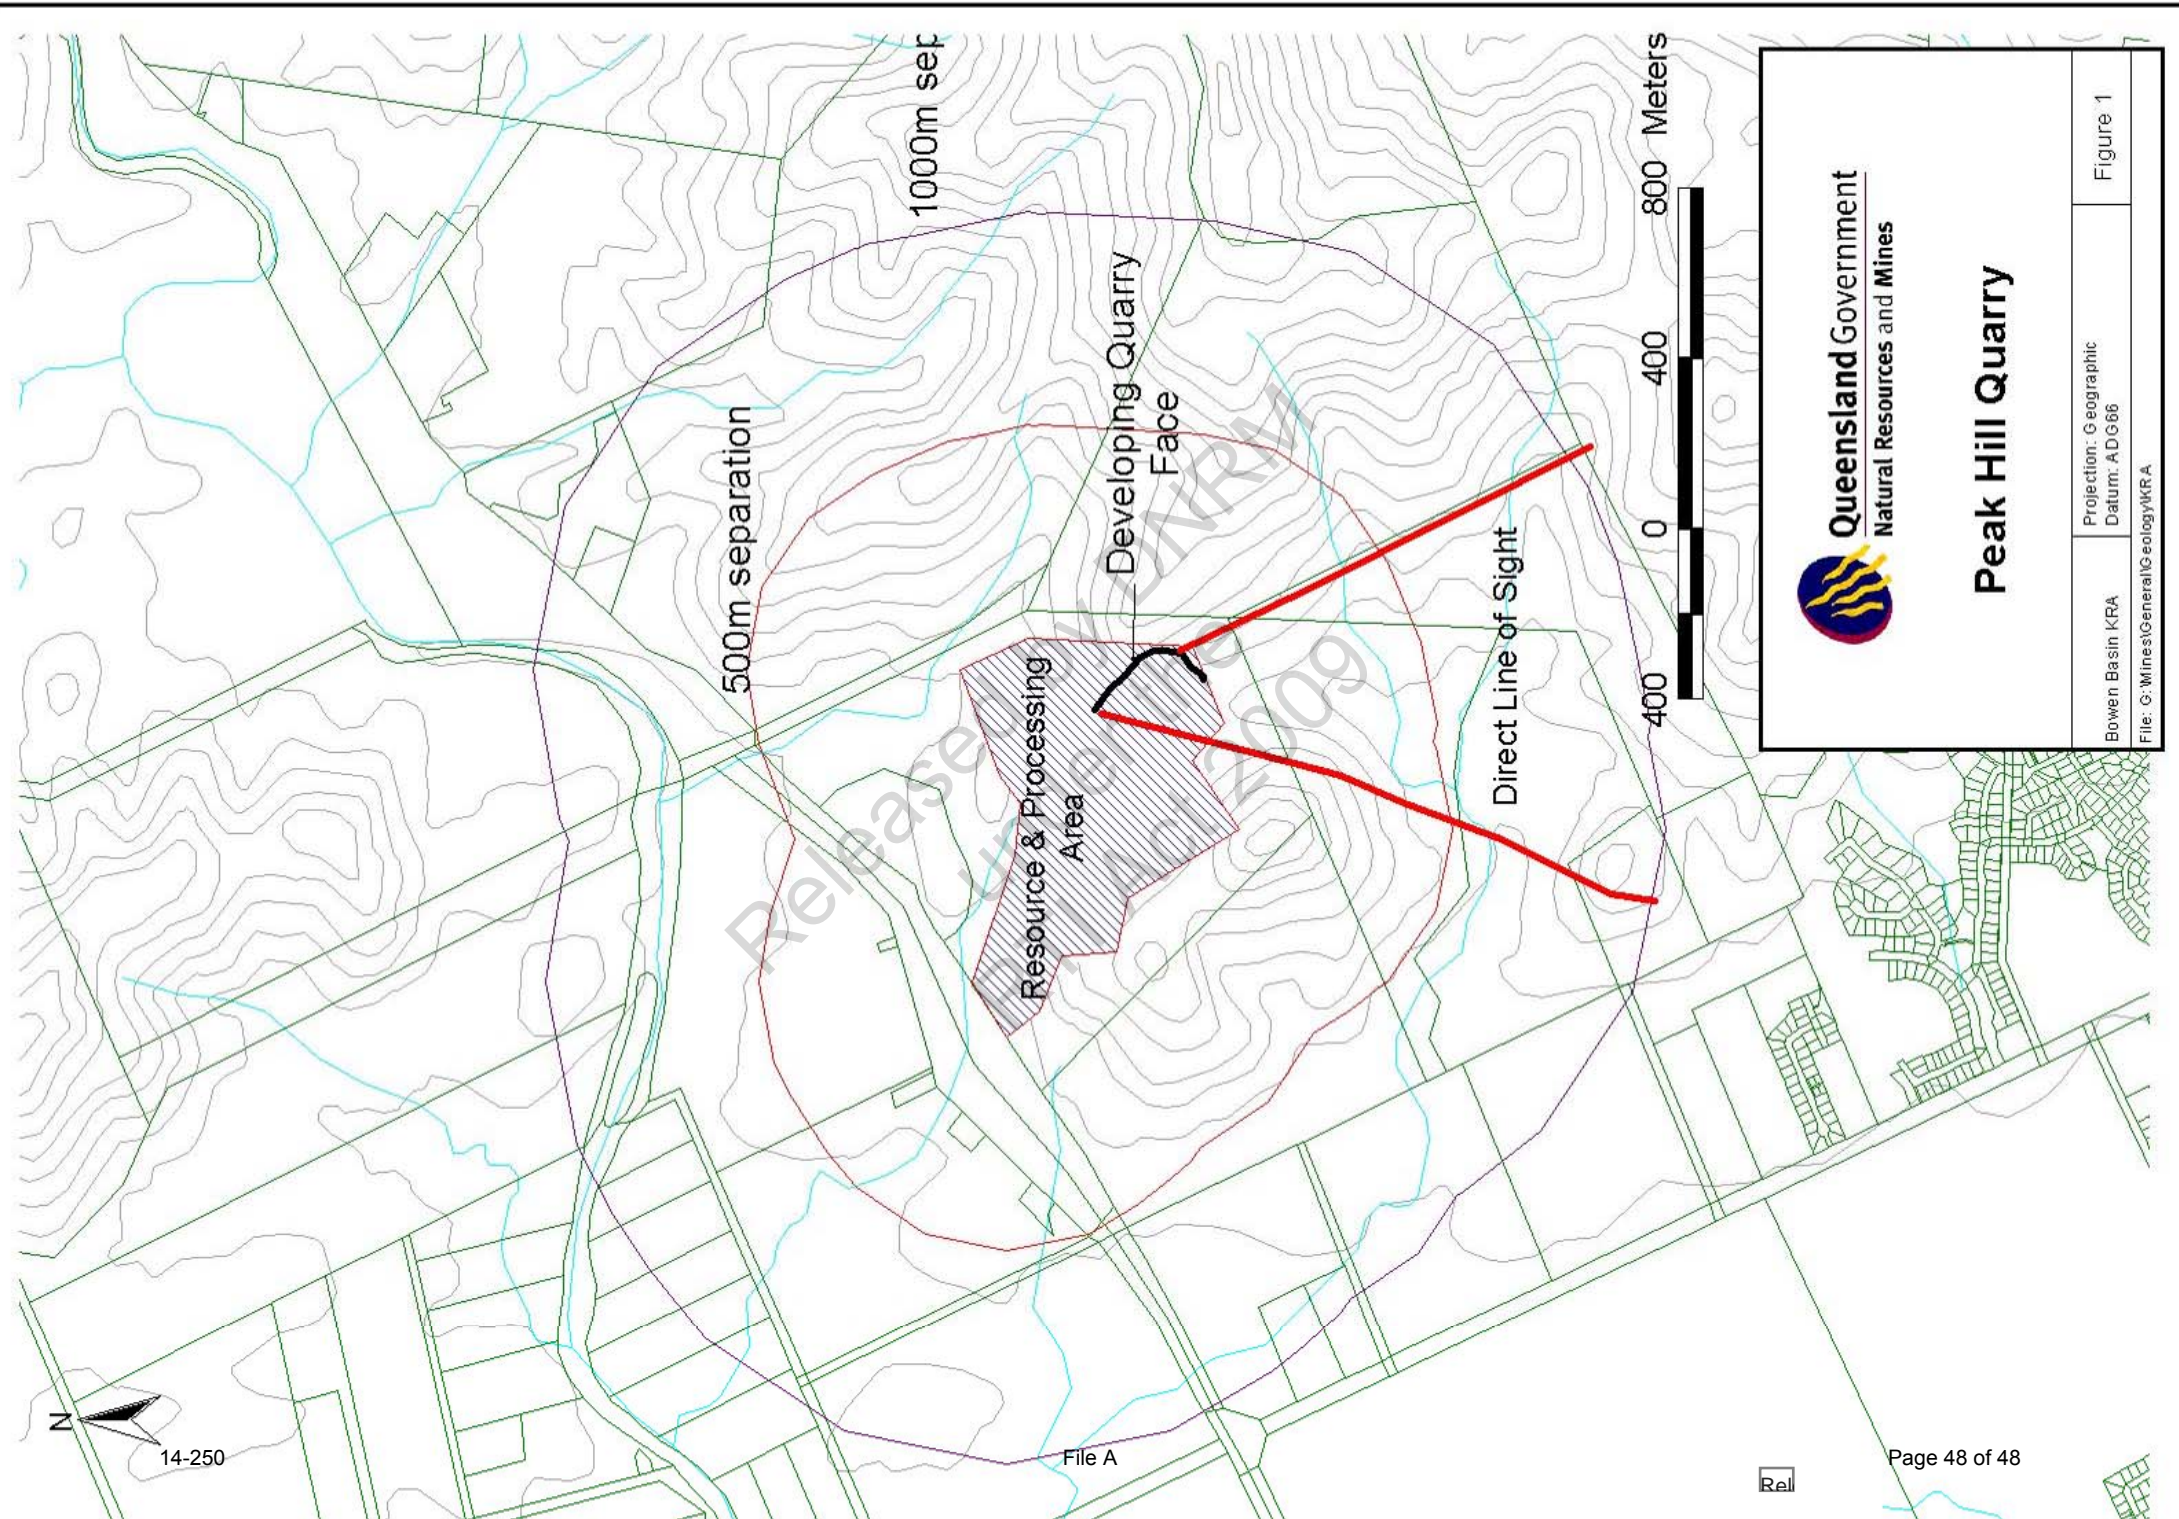 1000m sep
500m separation
Developing Quarry
Face
Resource & Processing
Area
Direct Line of Sight
400 0 400 800 Meters
N
Queensland Government
Natural Resources and Mines
Peak Hill Quarry
Bowen Basin KRA
Projection: Geographic
Datum: ADG66
Figure 1
File: G:\Mines\General\Geology\KRA
Released by DNRM
under the
RTI Act 2009
14-250
File A
Page 48 of 48
Rel